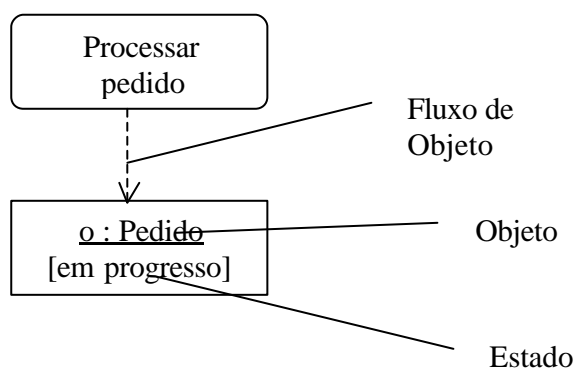 Processar
pedido
Fluxo de
Objeto
o : Pedido
[em progresso]
Objeto
Estado